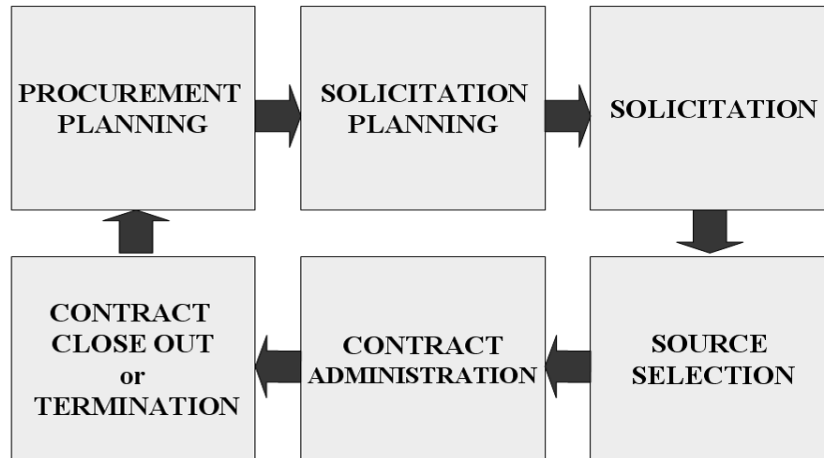 PROCUREMENT
PLANNING
SOLICITATION
PLANNING
SOLICITATION
CONTRACT
CLOSE OUT
or
TERMINATION
CONTRACT
ADMINISTRATION
SOURCE
SELECTION